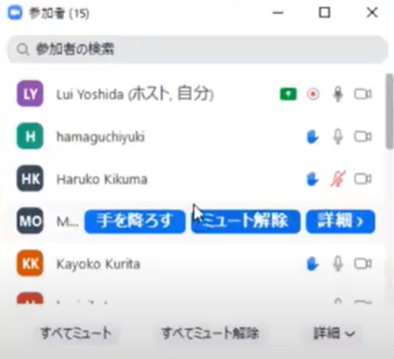 参加者 (15)
参加者の検索
LY Lui Yoshida (ホスト, 自分)
H hamaguchiyuki
HK Haruko Kikuma
MO M... 手を降ろす ミュート解除 詳細
KK Kayoko Kurita
すべてミュート すべてミュート解除 詳細